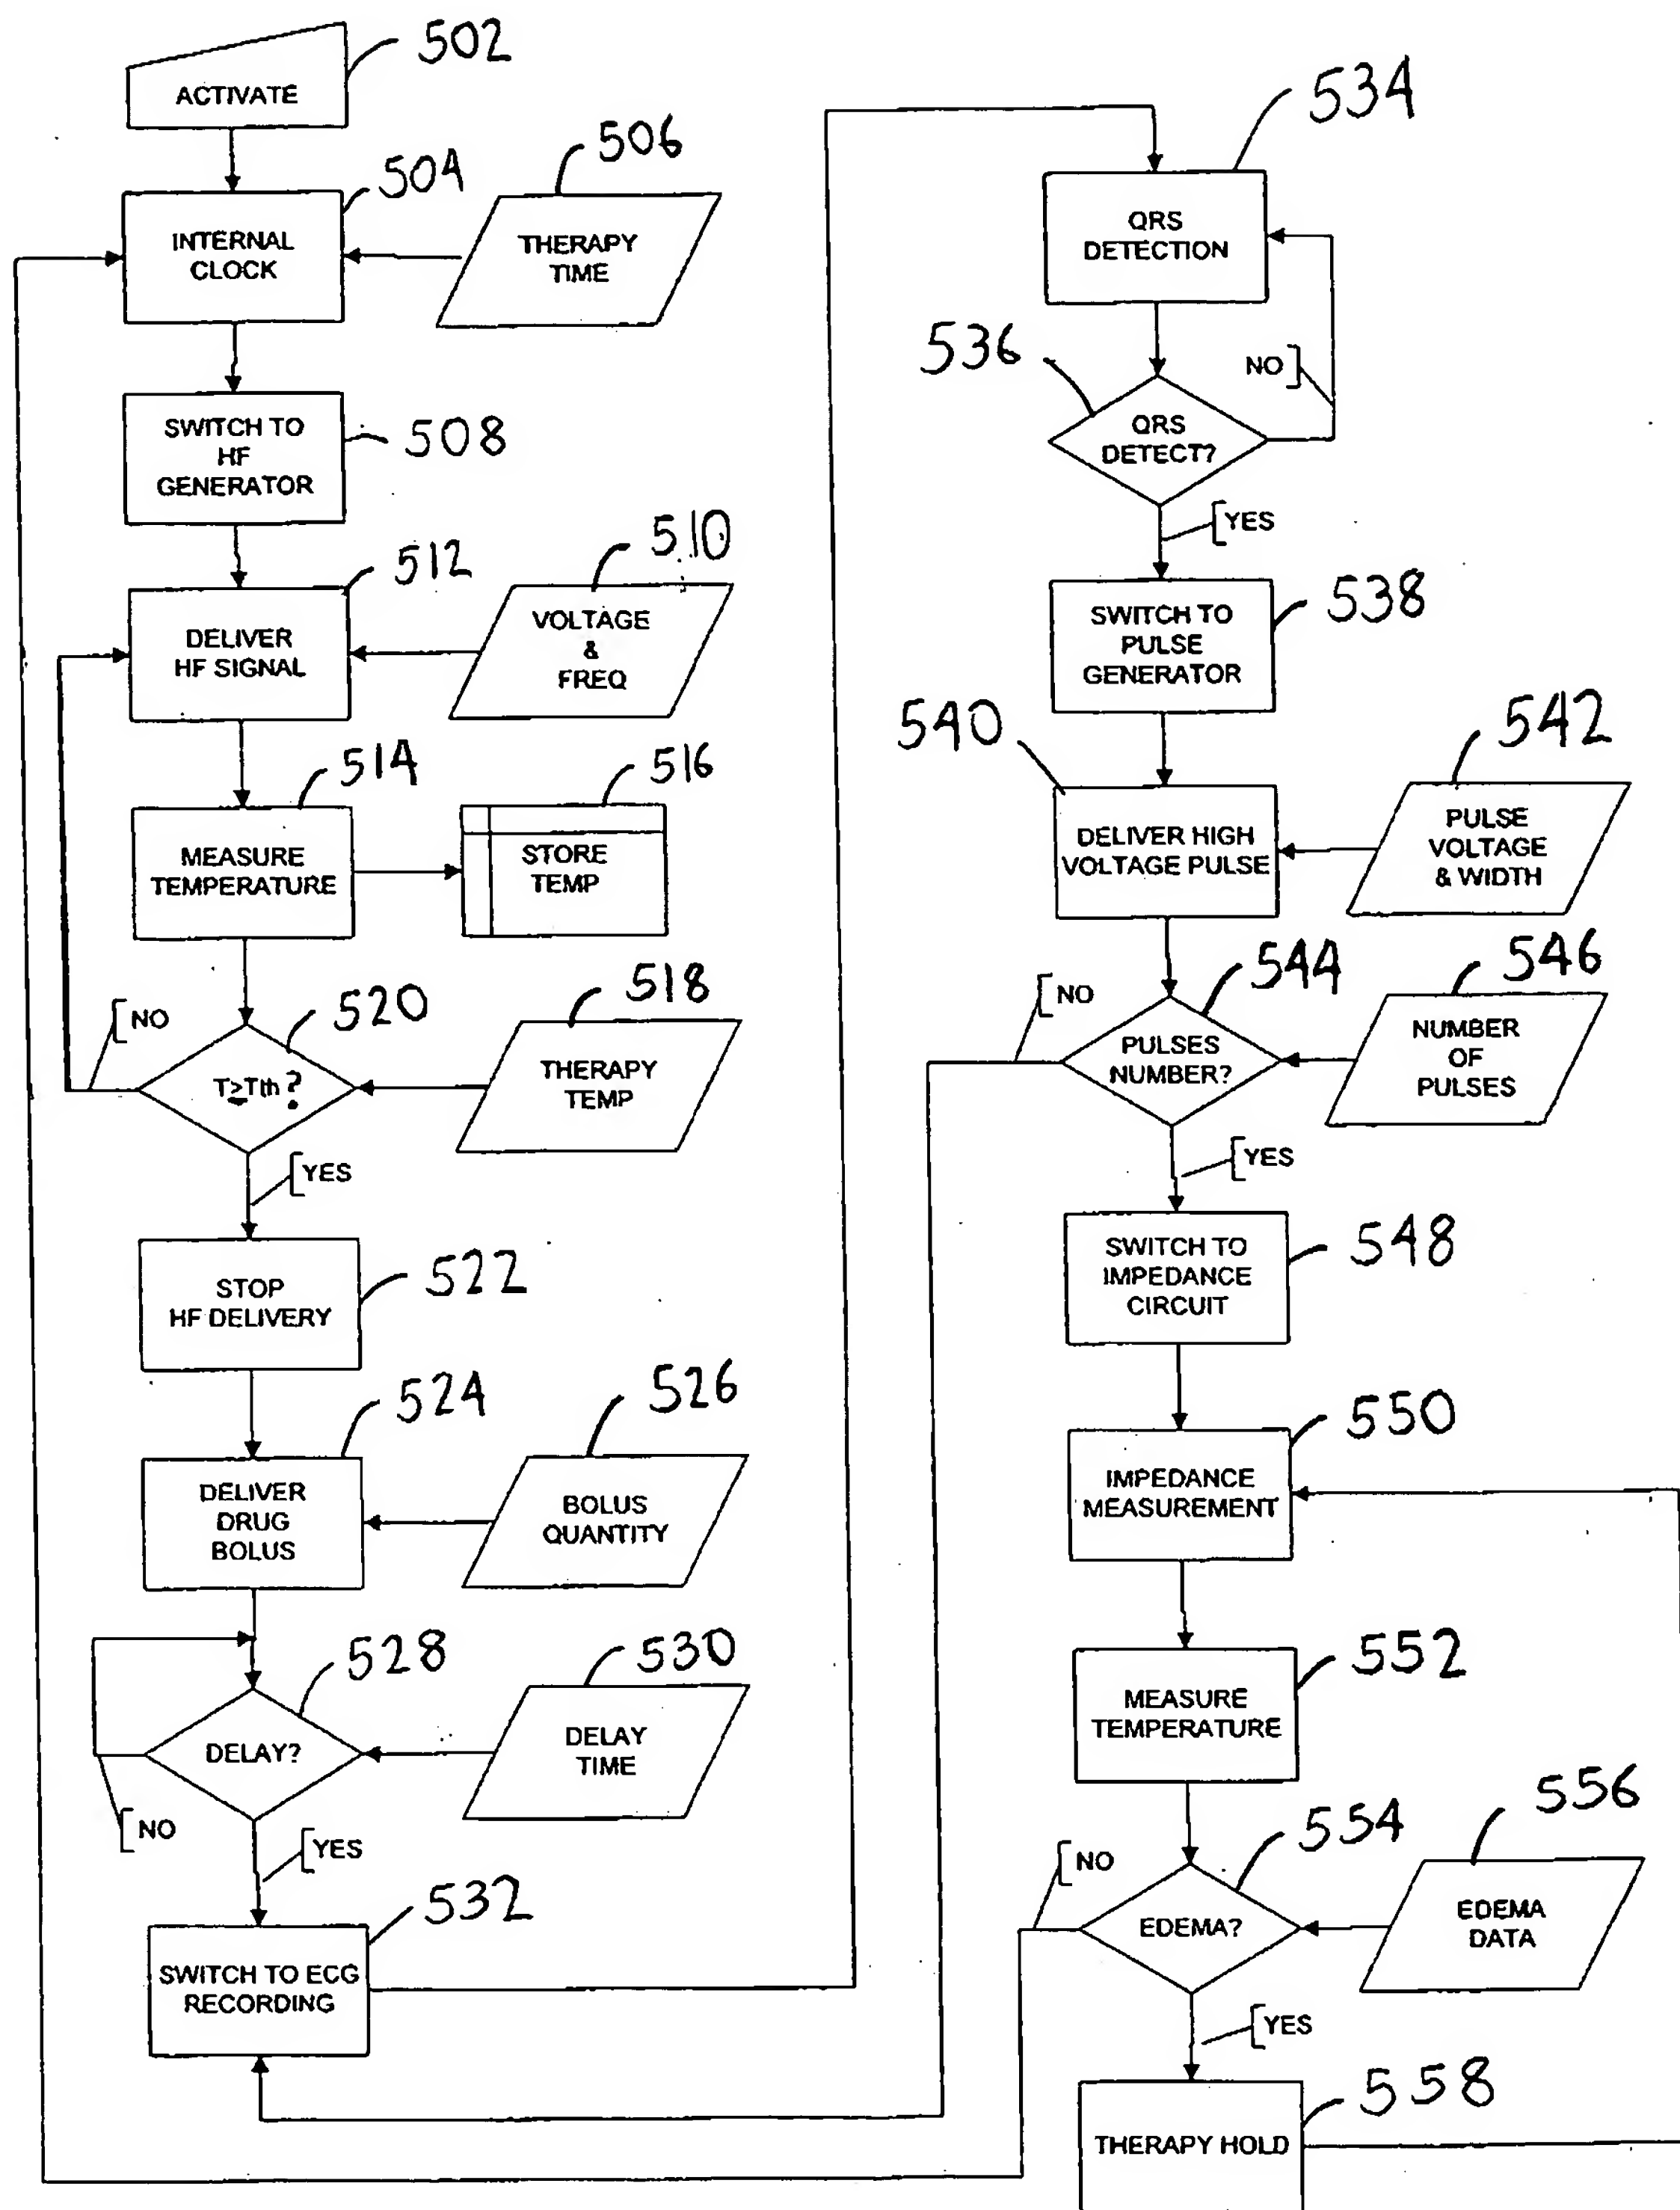 ACTIVATE
502
INTERNAL
CLOCK
504
THERAPY
TIME
506
SWITCH TO
HF
GENERATOR
508
DELIVER
HF SIGNAL
512
VOLTAGE
&
FREQ
510
MEASURE
TEMPERATURE
514
STORE
TEMP
516
NO
T≥Tth?
520
THERAPY
TEMP
518
YES
STOP
HF DELIVERY
522
DELIVER
DRUG
BOLUS
524
BOLUS
QUANTITY
526
DELAY?
528
DELAY
TIME
530
NO
YES
SWITCH TO ECG
RECORDING
532
QRS
DETECTION
534
QRS
DETECT?
536
NO
YES
SWITCH TO
PULSE
GENERATOR
538
DELIVER HIGH
VOLTAGE PULSE
540
PULSE
VOLTAGE
& WIDTH
542
NO
PULSES
NUMBER?
544
NUMBER
OF
PULSES
546
YES
SWITCH TO
IMPEDANCE
CIRCUIT
548
IMPEDANCE
MEASUREMENT
550
MEASURE
TEMPERATURE
552
NO
EDEMA?
554
EDEMA
DATA
556
YES
THERAPY HOLD
558